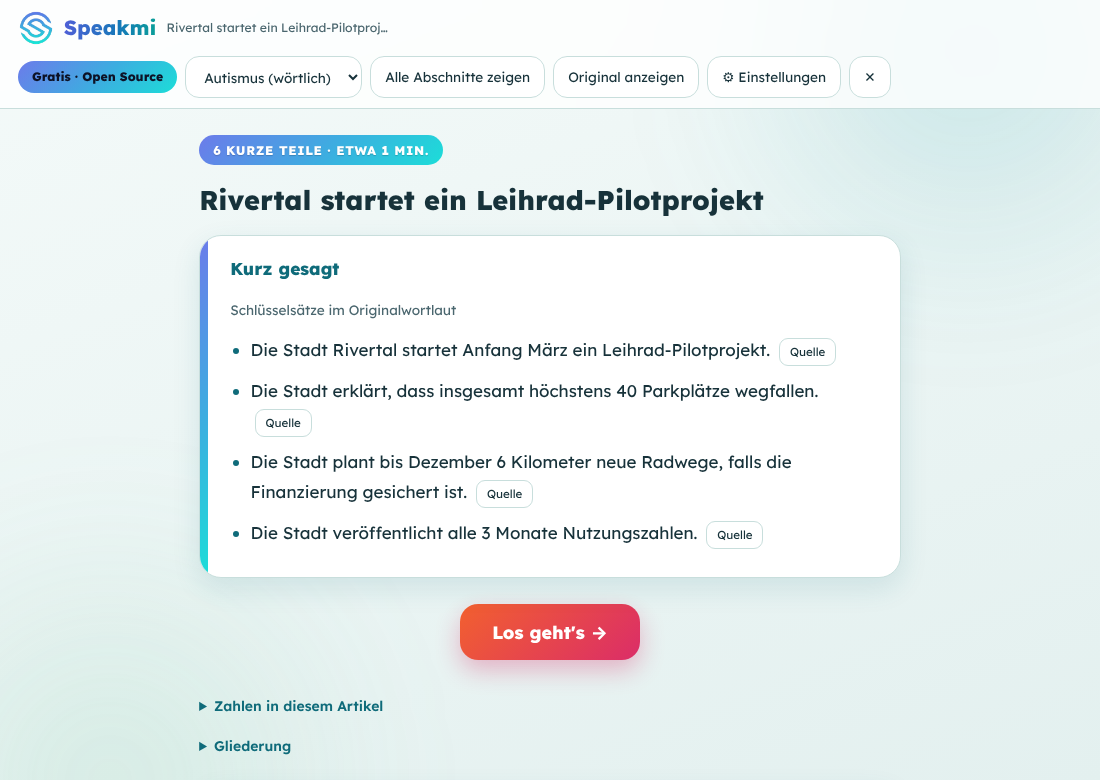 Speakmi Rivertal startet ein Leihrad-Pilotproj…
Gratis · Open Source
Autismus (wörtlich)
Alle Abschnitte zeigen
Original anzeigen
⚙ Einstellungen
✕
6 KURZE TEILE · ETWA 1 MIN.
Rivertal startet ein Leihrad-Pilotprojekt
Kurz gesagt
Schlüsselsätze im Originalwortlaut
• Die Stadt Rivertal startet Anfang März ein Leihrad-Pilotprojekt. Quelle
• Die Stadt erklärt, dass insgesamt höchstens 40 Parkplätze wegfallen.
Quelle
• Die Stadt plant bis Dezember 6 Kilometer neue Radwege, falls die
Finanzierung gesichert ist. Quelle
• Die Stadt veröffentlicht alle 3 Monate Nutzungszahlen. Quelle
Los geht's →
▶ Zahlen in diesem Artikel
▶ Gliederung